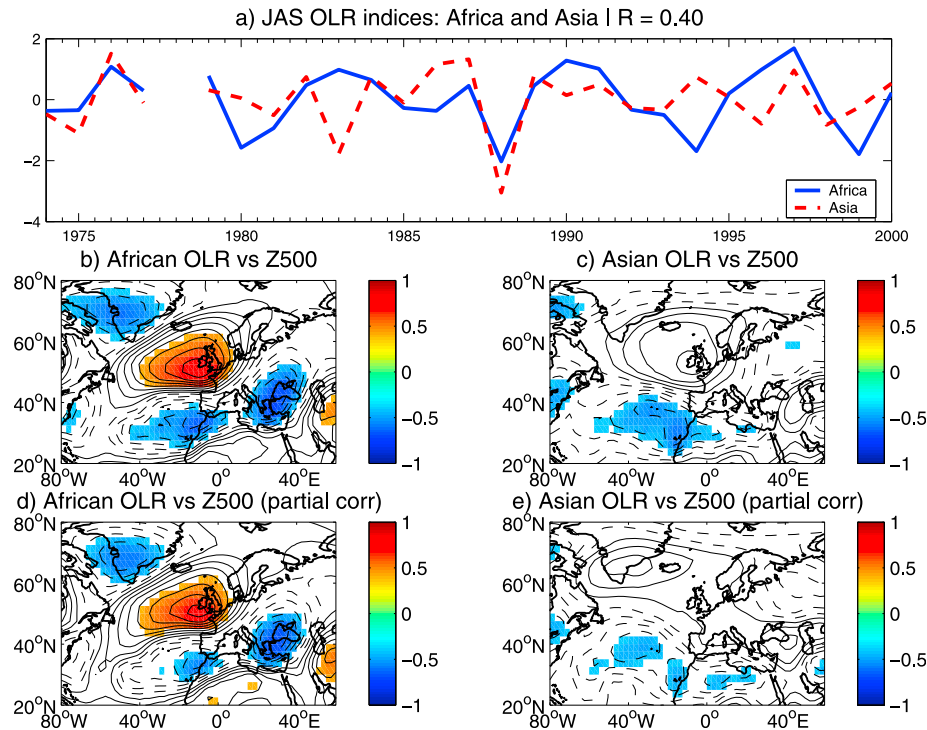 a) JAS OLR indices: Africa and Asia | R = 0.40
2
0
−2
−4
1975 1980 1985 1990 1995 2000
Africa
Asia
b) African OLR vs Z500
80°N
60°N
40°N
20°N
80°W 40°W 0° 40°E
1
0.5
0
−0.5
−1
c) Asian OLR vs Z500
80°N
60°N
40°N
20°N
80°W 40°W 0° 40°E
1
0.5
0
−0.5
−1
d) African OLR vs Z500 (partial corr)
80°N
60°N
40°N
20°N
80°W 40°W 0° 40°E
1
0.5
0
−0.5
−1
e) Asian OLR vs Z500 (partial corr)
80°N
60°N
40°N
20°N
80°W 40°W 0° 40°E
1
0.5
0
−0.5
−1